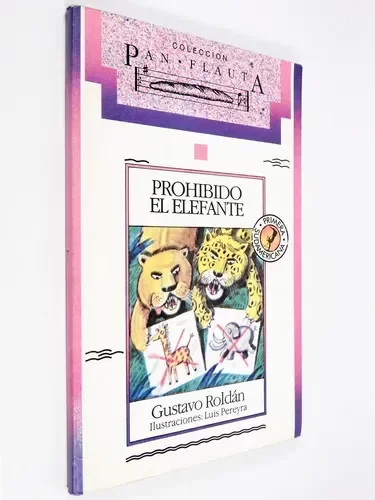 COLECCIÓN
PAN • FLAUTA
PROHIBIDO
EL ELEFANTE
• PRIMERA •
SUDAMERICANA
Gustavo Roldán
Ilustraciones: Luis Pereyra